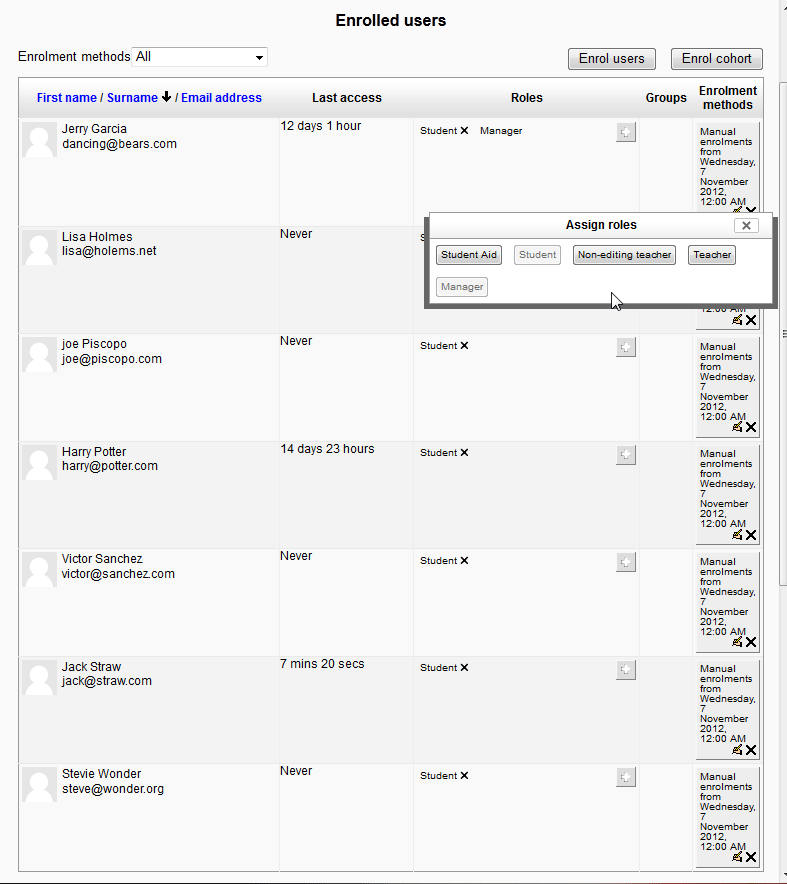 Enrolled users
Enrolment methods All
Enrol users
Enrol cohort
First name / Surname / Email address
Last access
Roles
Groups
Enrolment
methods
Jerry Garcia
dancing@bears.com
12 days 1 hour
Student
Manager
Manual
enrolments
from
Wednesday,
7
November
2012,
12:00 AM
Lisa Holmes
lisa@holems.net
Never
Assign roles
Student Aid
Student
Non-editing teacher
Teacher
Manager
12:00 AM
joe Piscopo
joe@piscopo.com
Never
Student
Manual
enrolments
from
Wednesday,
7
November
2012,
12:00 AM
Harry Potter
harry@potter.com
14 days 23 hours
Student
Manual
enrolments
from
Wednesday,
7
November
2012,
12:00 AM
Victor Sanchez
victor@sanchez.com
Never
Student
Manual
enrolments
from
Wednesday,
7
November
2012,
12:00 AM
Jack Straw
jack@straw.com
7 mins 20 secs
Student
Manual
enrolments
from
Wednesday,
7
November
2012,
12:00 AM
Stevie Wonder
steve@wonder.org
Never
Student
Manual
enrolments
from
Wednesday,
7
November
2012,
12:00 AM